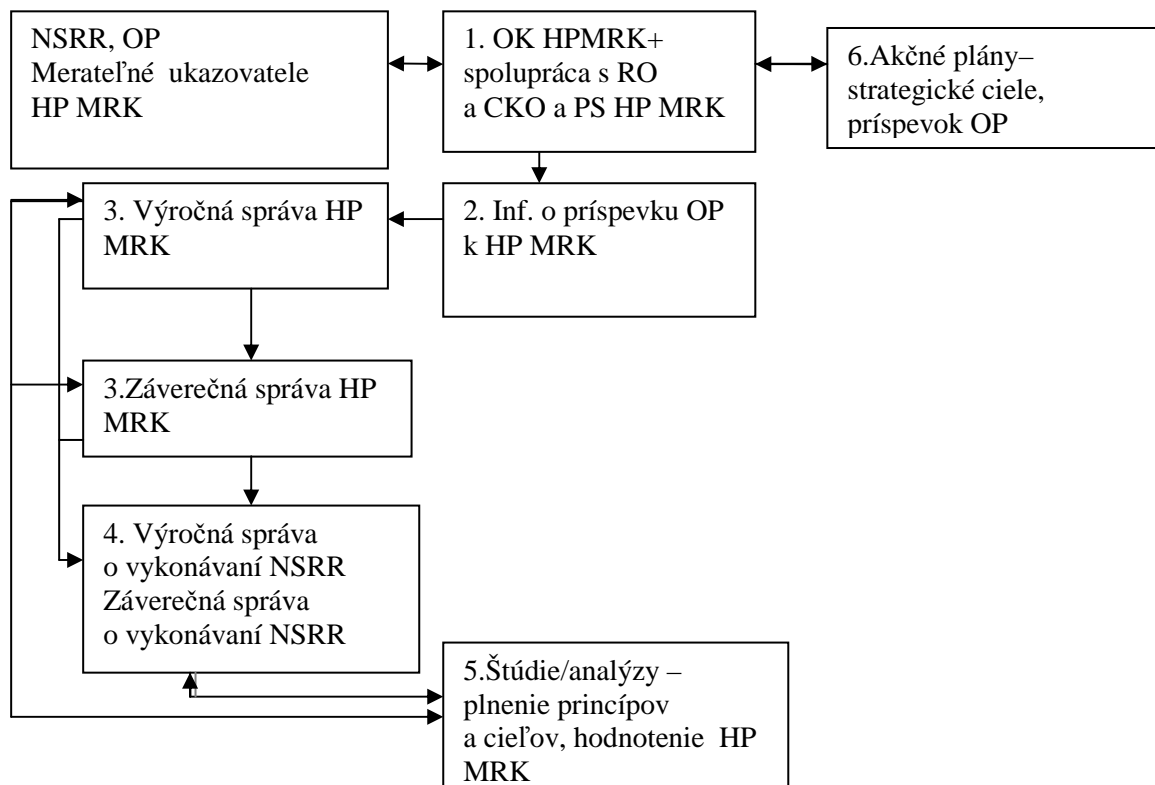 NSRR, OP
Merateľné ukazovatele
HP MRK
1. OK HPMRK+
spolupráca s RO
a CKO a PS HP MRK
6.Akčné plány–
strategické ciele,
príspevok OP
3. Výročná správa HP
MRK
2. Inf. o príspevku OP
k HP MRK
3.Záverečná správa HP
MRK
4. Výročná správa
o vykonávaní NSRR
Záverečná správa
o vykonávaní NSRR
5.Štúdie/analýzy –
plnenie princípov
a cieľov, hodnotenie HP
MRK